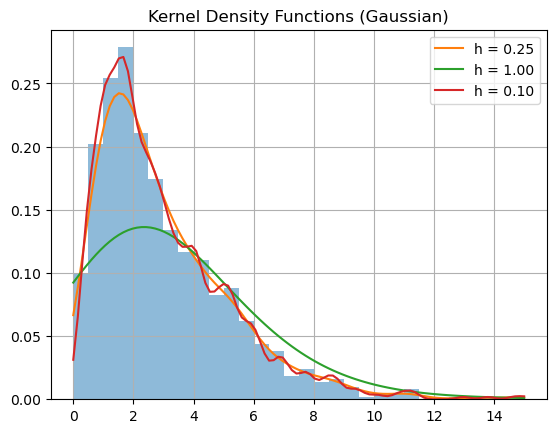 Kernel Density Functions (Gaussian)
h = 0.25
h = 1.00
h = 0.10
0.25
0.20
0.15
0.10
0.05
0.00
0 2 4 6 8 10 12 14